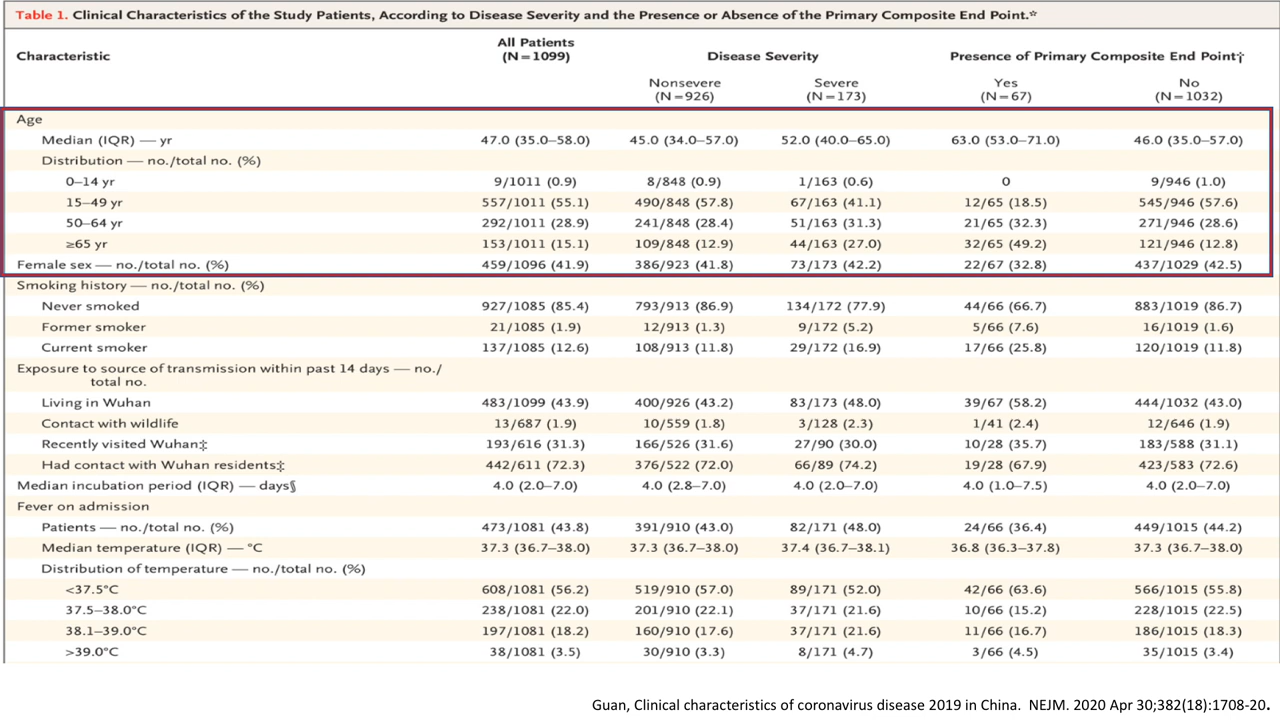 Table 1. Clinical Characteristics of the Study Patients, According to Disease Severity and the Presence or Absence of the Primary Composite End Point.*
Characteristic All Patients (N=1099) Disease Severity Presence of Primary Composite End Point†
Nonsevere (N=926) Severe (N=173) Yes (N=67) No (N=1032)
Age
Median (IQR) — yr 47.0 (35.0–58.0) 45.0 (34.0–57.0) 52.0 (40.0–65.0) 63.0 (53.0–71.0) 46.0 (35.0–57.0)
Distribution — no./total no. (%)
0–14 yr 9/1011 (0.9) 8/848 (0.9) 1/163 (0.6) 0 9/946 (1.0)
15–49 yr 557/1011 (55.1) 490/848 (57.8) 67/163 (41.1) 12/65 (18.5) 545/946 (57.6)
50–64 yr 292/1011 (28.9) 241/848 (28.4) 51/163 (31.3) 21/65 (32.3) 271/946 (28.6)
≥65 yr 153/1011 (15.1) 109/848 (12.9) 44/163 (27.0) 32/65 (49.2) 121/946 (12.8)
Female sex — no./total no. (%) 459/1096 (41.9) 386/923 (41.8) 73/173 (42.2) 22/67 (32.8) 437/1029 (42.5)
Smoking history — no./total no. (%)
Never smoked 927/1085 (85.4) 793/913 (86.9) 134/172 (77.9) 44/66 (66.7) 883/1019 (86.7)
Former smoker 21/1085 (1.9) 12/913 (1.3) 9/172 (5.2) 5/66 (7.6) 16/1019 (1.6)
Current smoker 137/1085 (12.6) 108/913 (11.8) 29/172 (16.9) 17/66 (25.8) 120/1019 (11.8)
Exposure to source of transmission within past 14 days — no./
total no.
Living in Wuhan 483/1099 (43.9) 400/926 (43.2) 83/173 (48.0) 39/67 (58.2) 444/1032 (43.0)
Contact with wildlife 13/687 (1.9) 10/559 (1.8) 3/128 (2.3) 1/41 (2.4) 12/646 (1.9)
Recently visited Wuhan‡ 193/616 (31.3) 166/526 (31.6) 27/90 (30.0) 10/28 (35.7) 183/588 (31.1)
Had contact with Wuhan residents‡ 442/611 (72.3) 376/522 (72.0) 66/89 (74.2) 19/28 (67.9) 423/583 (72.6)
Median incubation period (IQR) — days§ 4.0 (2.0–7.0) 4.0 (2.8–7.0) 4.0 (2.0–7.0) 4.0 (1.0–7.5) 4.0 (2.0–7.0)
Fever on admission
Patients — no./total no. (%) 473/1081 (43.8) 391/910 (43.0) 82/171 (48.0) 24/66 (36.4) 449/1015 (44.2)
Median temperature (IQR) — °C 37.3 (36.7–38.0) 37.3 (36.7–38.0) 37.4 (36.7–38.1) 36.8 (36.3–37.8) 37.3 (36.7–38.0)
Distribution of temperature — no./total no. (%)
<37.5°C 608/1081 (56.2) 519/910 (57.0) 89/171 (52.0) 42/66 (63.6) 566/1015 (55.8)
37.5–38.0°C 238/1081 (22.0) 201/910 (22.1) 37/171 (21.6) 10/66 (15.2) 228/1015 (22.5)
38.1–39.0°C 197/1081 (18.2) 160/910 (17.6) 37/171 (21.6) 11/66 (16.7) 186/1015 (18.3)
>39.0°C 38/1081 (3.5) 30/910 (3.3) 8/171 (4.7) 3/66 (4.5) 35/1015 (3.4)
Guan, Clinical characteristics of coronavirus disease 2019 in China. NEJM. 2020 Apr 30;382(18):1708-20.